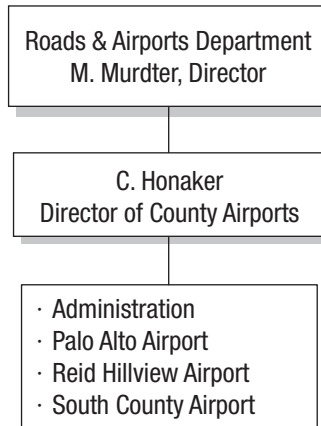 Roads & Airports Department
M. Murdter, Director
C. Honaker
Director of County Airports
· Administration
· Palo Alto Airport
· Reid Hillview Airport
· South County Airport